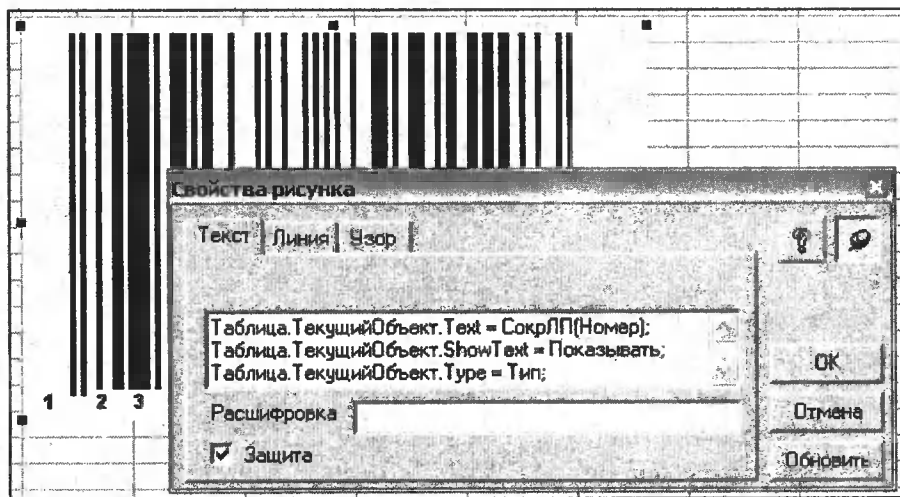 Свойства рисунка
Текст Линия Узор
?
Таблица.ТекущийОбъект.Text = СокрЛП(Номер);
Таблица.ТекущийОбъект.ShowText = Показывать;
Таблица.ТекущийОбъект.Type = Тип;
OK
1 2 3
Расшифровка
Отмена
Защита
Обновить